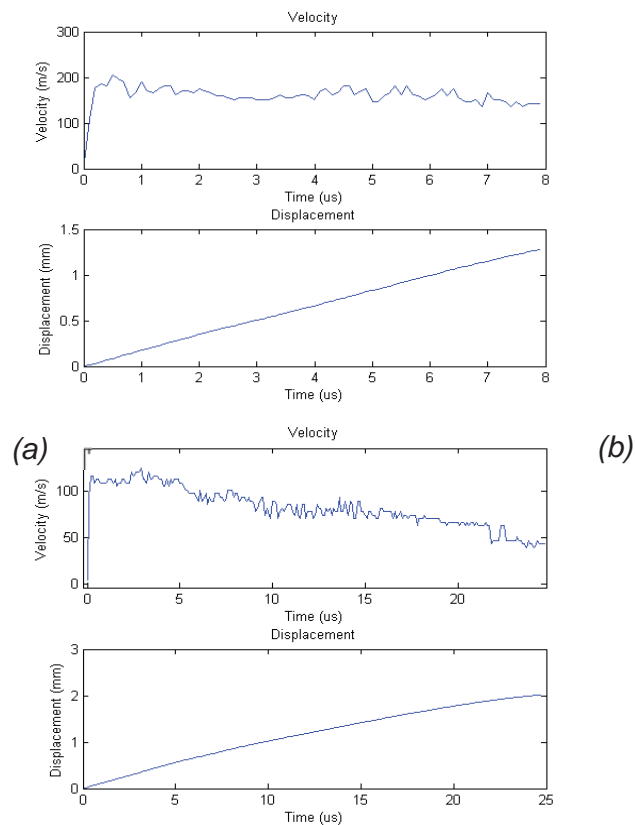 Velocity
300
200
100
0
Velocity (m/s)
0 1 2 3 4 5 6 7 8
Time (us)
Displacement
1.5
1
0.5
0
Displacement (mm)
0 1 2 3 4 5 6 7 8
Time (us)
(a)
(b)
Velocity
100
50
0
Velocity (m/s)
0 5 10 15 20
Time (us)
Displacement
3
2
1
0
Displacement (mm)
0 5 10 15 20 25
Time (us)